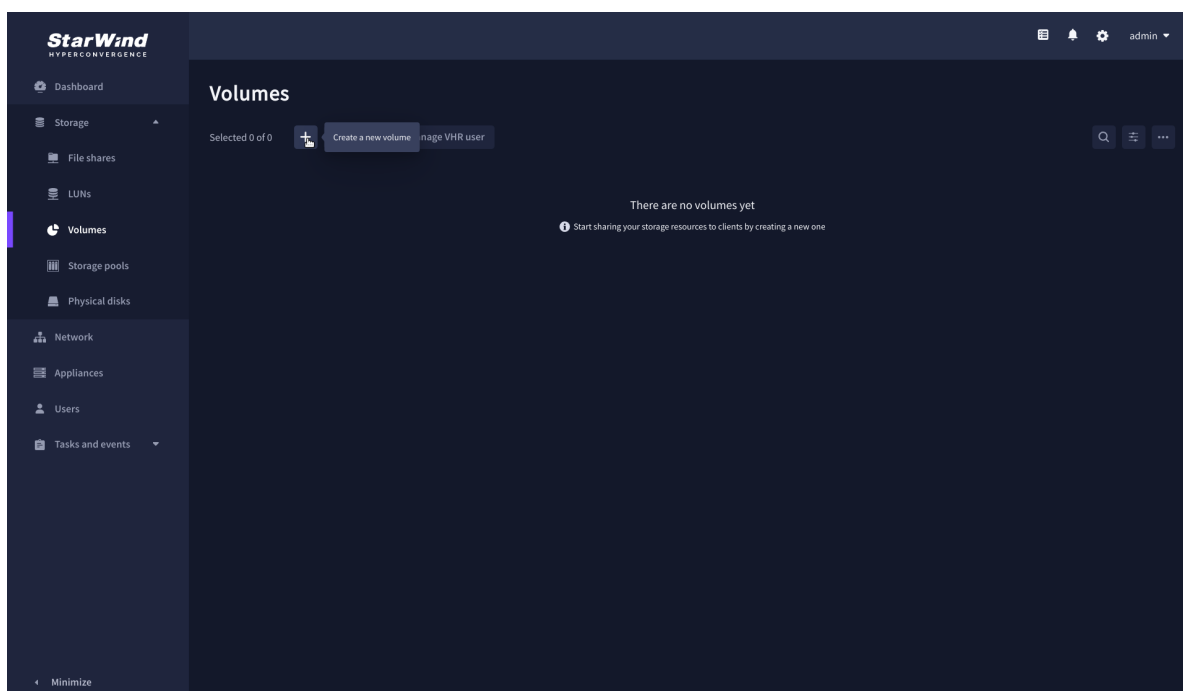 StarWind
HYPERCONVERGENCE
admin
Dashboard
Storage
File shares
LUNs
Volumes
Storage pools
Physical disks
Network
Appliances
Users
Tasks and events
Minimize
Volumes
Selected 0 of 0
Create a new volume
nage VHR user
There are no volumes yet
Start sharing your storage resources to clients by creating a new one